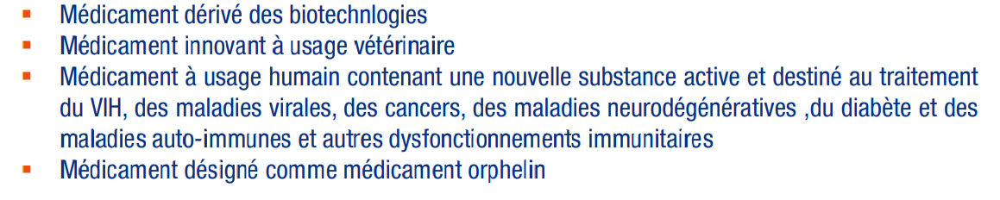 ▪ Médicament dérivé des biotechnlogies
▪ Médicament innovant à usage vétérinaire
▪ Médicament à usage humain contenant une nouvelle substance active et destiné au traitement
du VIH, des maladies virales, des cancers, des maladies neurodégénératives ,du diabète et des
maladies auto-immunes et autres dysfonctionnements immunitaires
▪ Médicament désigné comme médicament orphelin